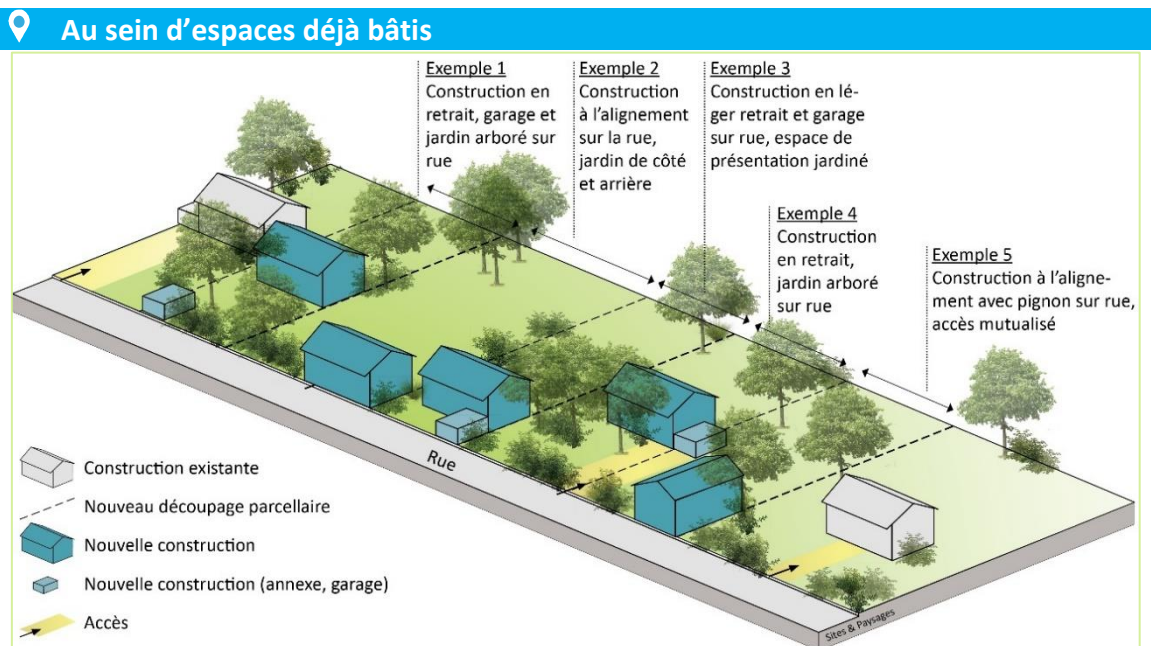 Au sein d’espaces déjà bâtis
Exemple 1
Construction en
retrait, garage et
jardin arboré sur
rue
Exemple 2
Construction
à l’alignement
sur la rue,
jardin de côté
et arrière
Exemple 3
Construction en lé-
ger retrait et garage
sur rue, espace de
présentation jardiné
Exemple 4
Construction
en retrait,
jardin arboré
sur rue
Exemple 5
Construction à l’aligne-
ment avec pignon sur rue,
accès mutualisé
Rue
Construction existante
Nouveau découpage parcellaire
Nouvelle construction
Nouvelle construction (annexe, garage)
Accès
Sites & Paysages